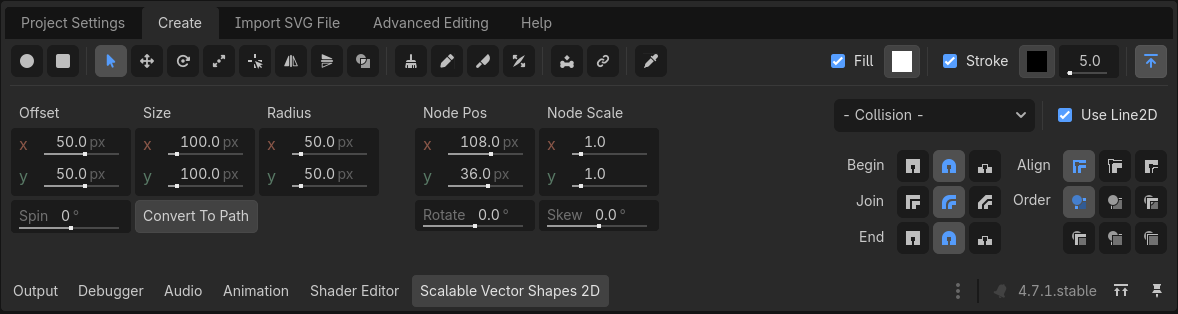 Project Settings Create Import SVG File Advanced Editing Help
Fill Stroke 5.0
Offset Size Radius Node Pos Node Scale - Collision - Use Line2D
x 50.0 px x 100.0 px x 50.0 px x 108.0 px x 1.0
y 50.0 px y 100.0 px y 50.0 px y 36.0 px y 1.0
Begin Align
Spin 0 ° Convert To Path Rotate 0.0 ° Skew 0.0 ° Join Order
End
Output Debugger Audio Animation Shader Editor Scalable Vector Shapes 2D 4.7.1.stable